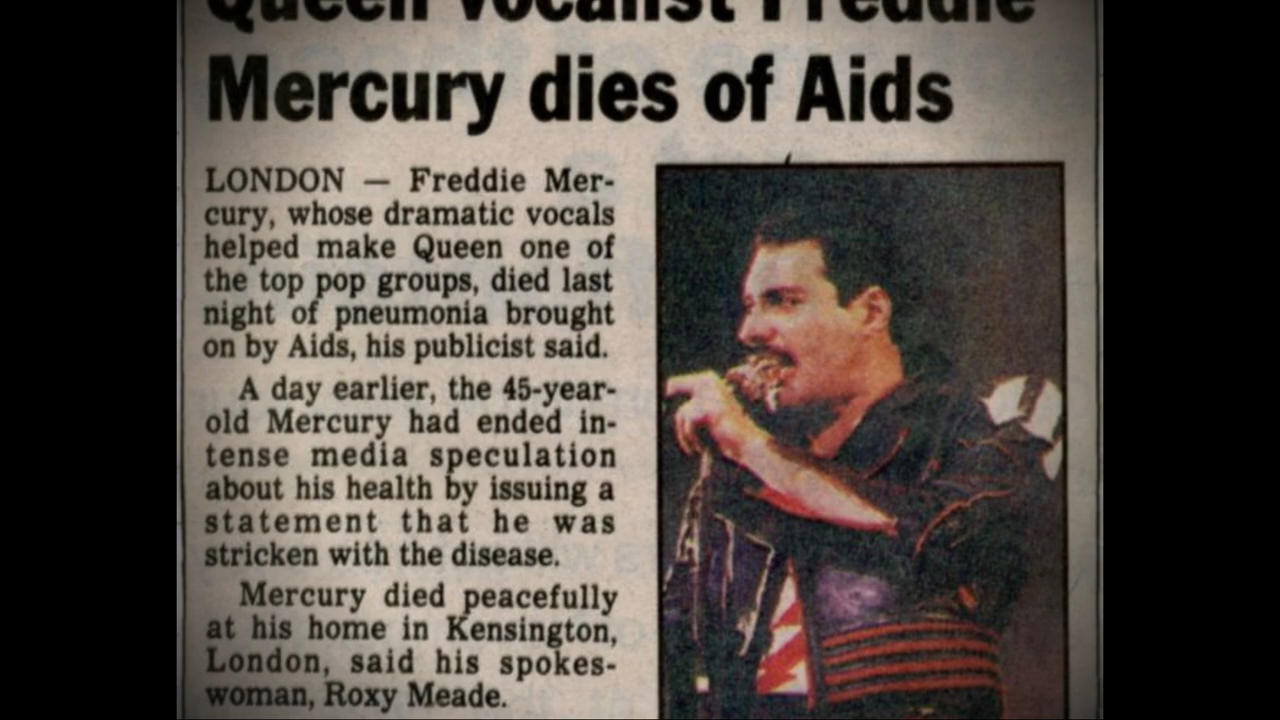 Queen vocalist Freddie
Mercury dies of Aids
LONDON — Freddie Mer-
cury, whose dramatic vocals
helped make Queen one of
the top pop groups, died last
night of pneumonia brought
on by Aids, his publicist said.
A day earlier, the 45-year-
old Mercury had ended in-
tense media speculation
about his health by issuing a
statement that he was
stricken with the disease.
Mercury died peacefully
at his home in Kensington,
London, said his spokes-
woman, Roxy Meade.